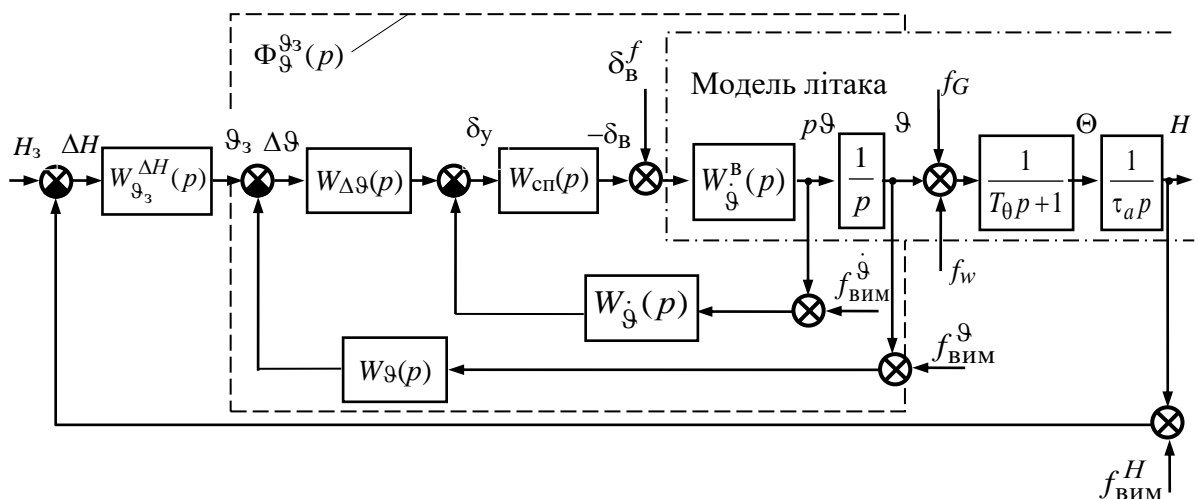 Φ_ϑ^ϑз(p)
δ_в^f
Модель літака
H_з
ΔH
W_ϑз^ΔH(p)
ϑ_з
Δϑ
W_Δϑ(p)
δ_у
W_сп(p)
−δ_в
W_ϑ̇^в(p)
pϑ
1/p
ϑ
f_G
1/(T_θ p+1)
Θ
1/(τ_a p)
H
f_w
W_ϑ̇(p)
f_вим^ϑ̇
W_ϑ(p)
f_вим^ϑ
f_вим^H